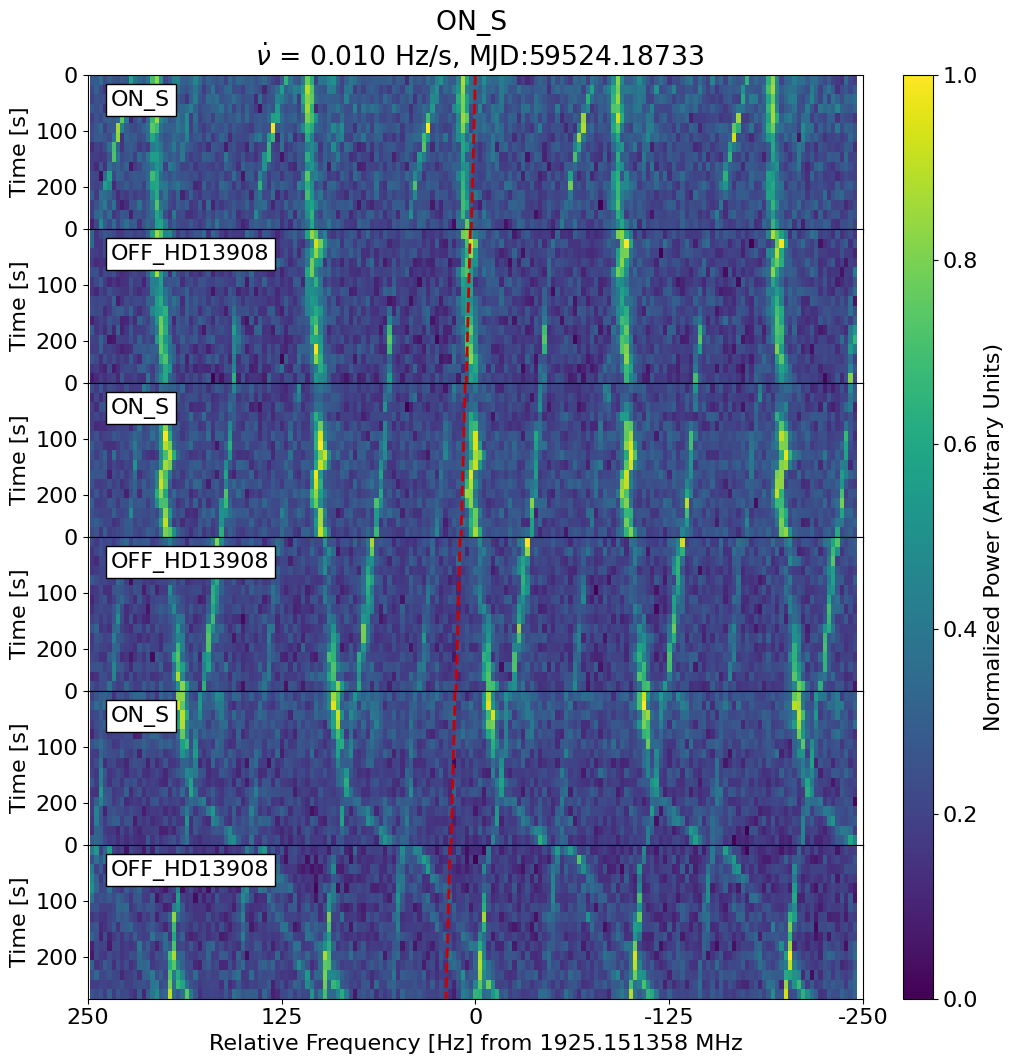 ON_S
ν̇ = 0.010 Hz/s, MJD:59524.18733
0
ON_S
100
Time [s]
200
0
OFF_HD13908
100
Time [s]
200
0
ON_S
100
Time [s]
200
0
OFF_HD13908
100
Time [s]
200
0
ON_S
100
Time [s]
200
0
OFF_HD13908
100
Time [s]
200
250 125 0 -125 -250
Relative Frequency [Hz] from 1925.151358 MHz
1.0
0.8
0.6
0.4
0.2
0.0
Normalized Power (Arbitrary Units)